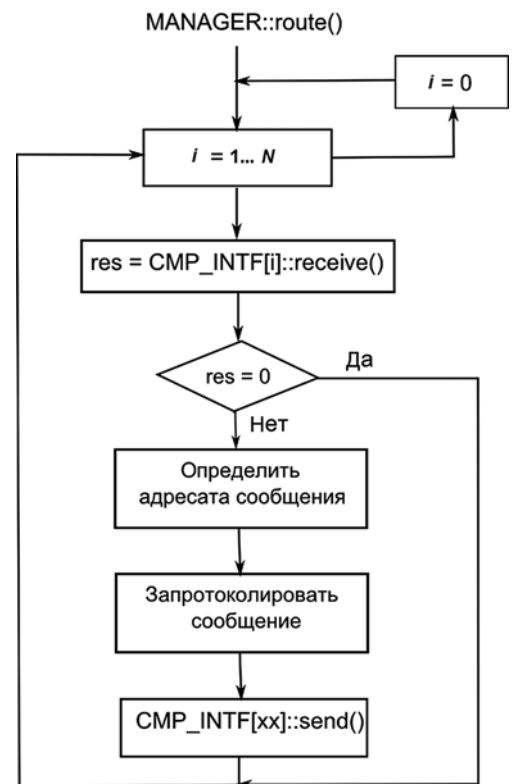 MANAGER::route()
i = 0
i = 1... N
res = CMP_INTF[i]::receive()
res = 0
Да
Нет
Определить
адресата сообщения
Запротоколировать
сообщение
CMP_INTF[xx]::send()